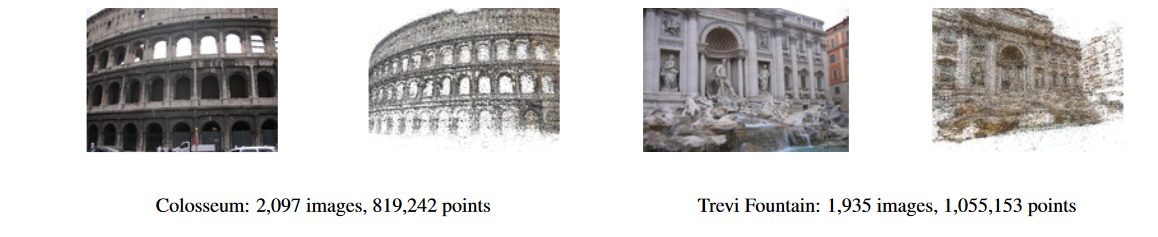 Colosseum: 2,097 images, 819,242 points
Trevi Fountain: 1,935 images, 1,055,153 points